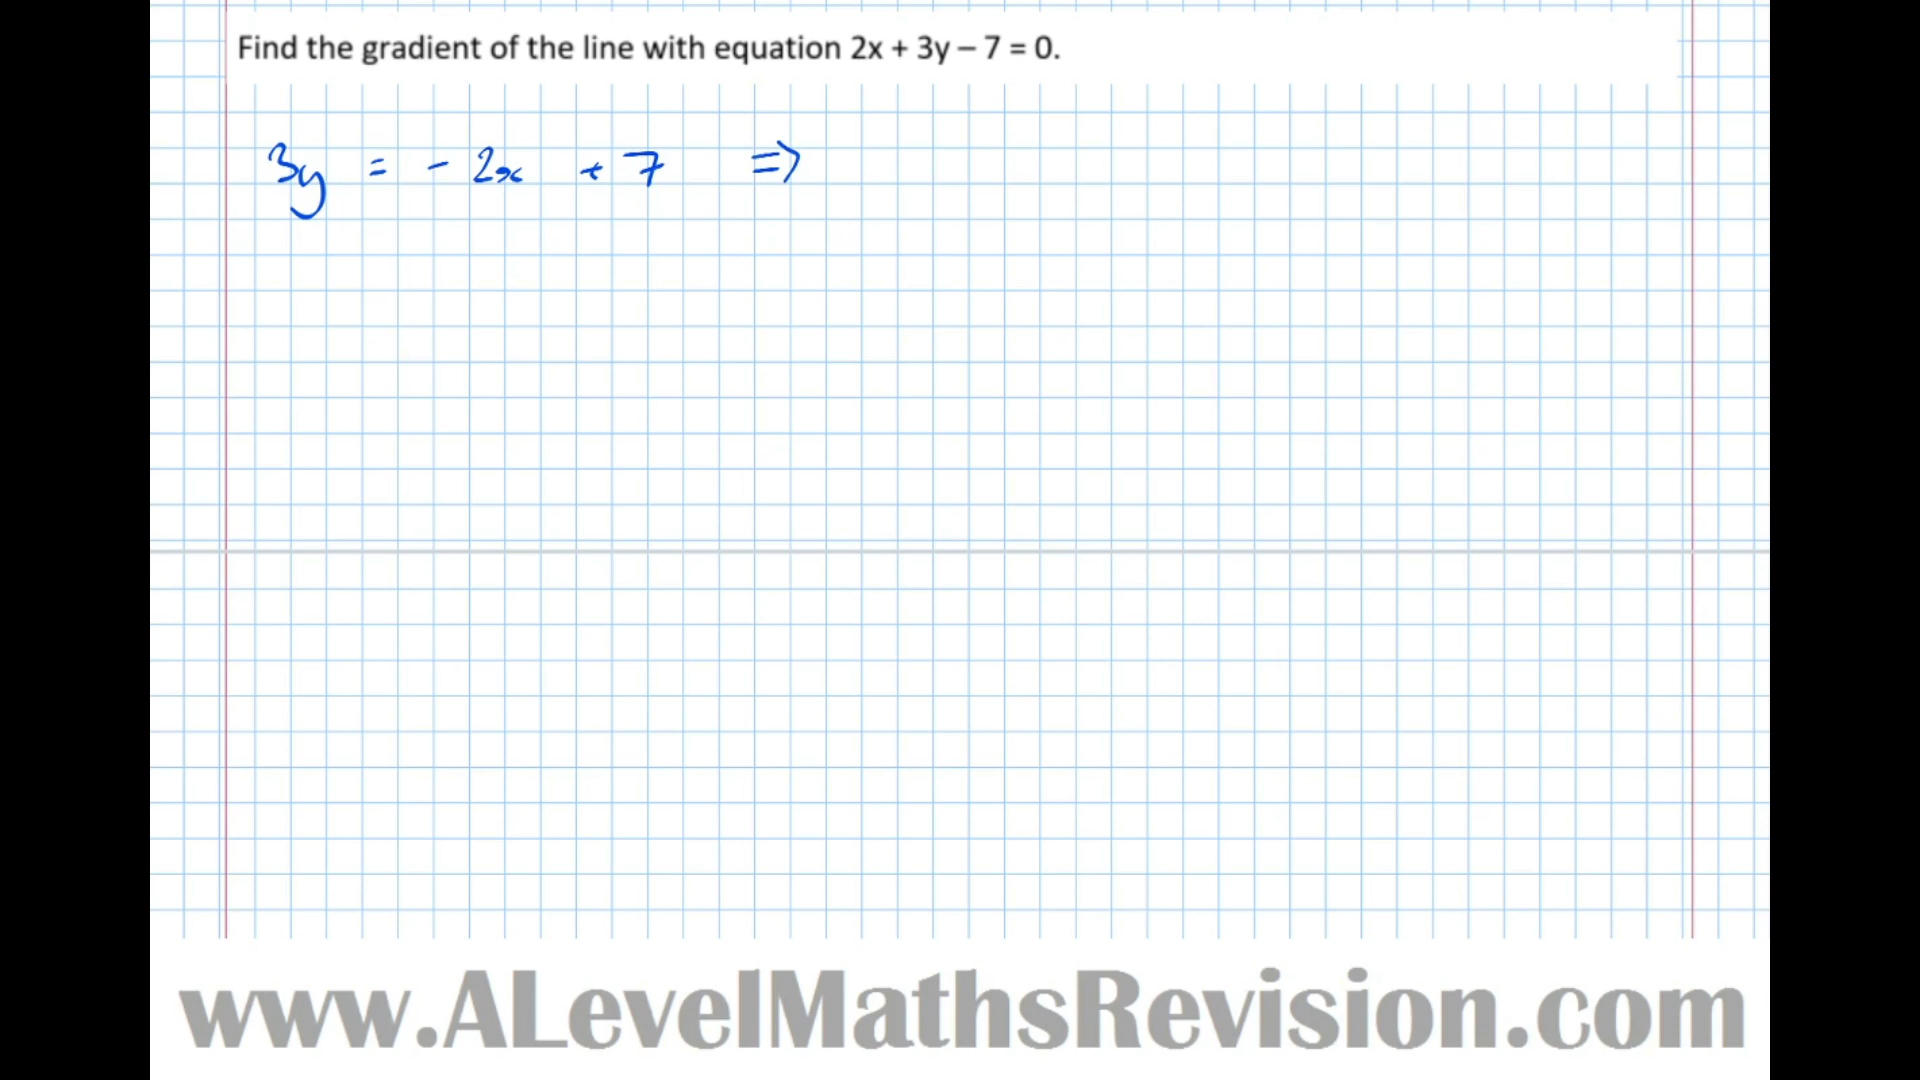 Find the gradient of the line with equation 2x + 3y – 7 = 0.
3y = - 2x + 7 ⇒
www.ALevelMathsRevision.com